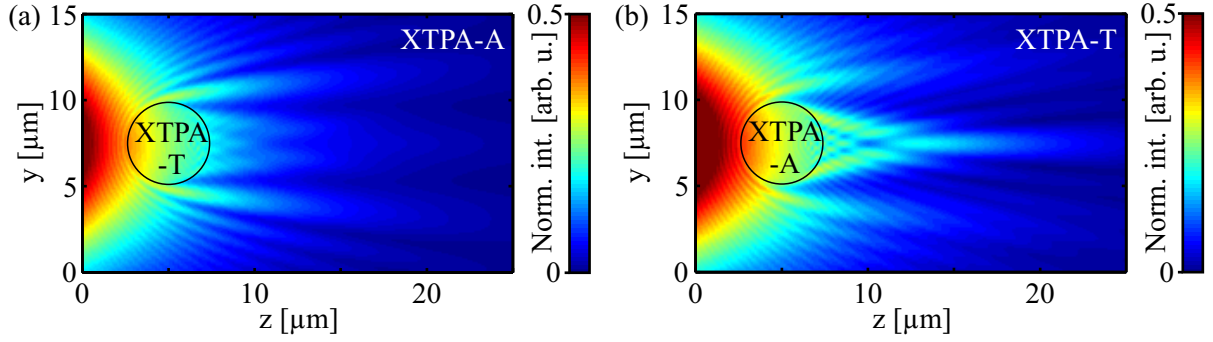 (a)
15
10
5
0
y [μm]
XTPA-A
XTPA
-T
0
10
20
z [μm]
0.5
Norm. int. [arb. u.]
0
(b)
15
10
5
0
y [μm]
XTPA-T
XTPA
-A
0
10
20
z [μm]
0.5
Norm. int. [arb. u.]
0